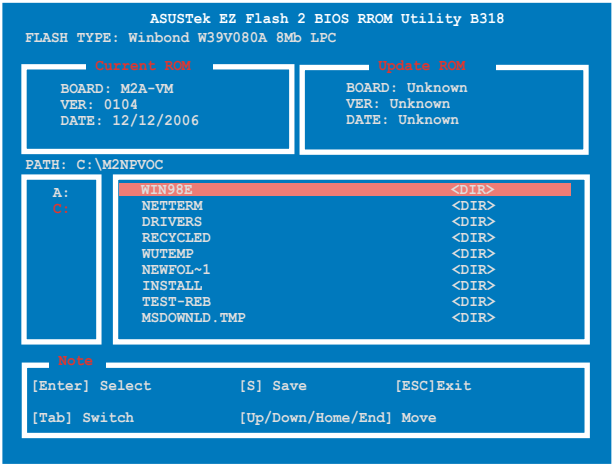 ASUSTek EZ Flash 2 BIOS RROM Utility B318
FLASH TYPE: Winbond W39V080A 8Mb LPC
Current ROM
BOARD: M2A-VM
VER: 0104
DATE: 12/12/2006
Update ROM
BOARD: Unknown
VER: Unknown
DATE: Unknown
PATH: C:\M2NPVOC
A:
C:
WIN98E <DIR>
NETTERM <DIR>
DRIVERS <DIR>
RECYCLED <DIR>
WUTEMP <DIR>
NEWFOL~1 <DIR>
INSTALL <DIR>
TEST-REB <DIR>
MSDOWNLD.TMP <DIR>
Note
[Enter] Select [S] Save [ESC]Exit
[Tab] Switch [Up/Down/Home/End] Move